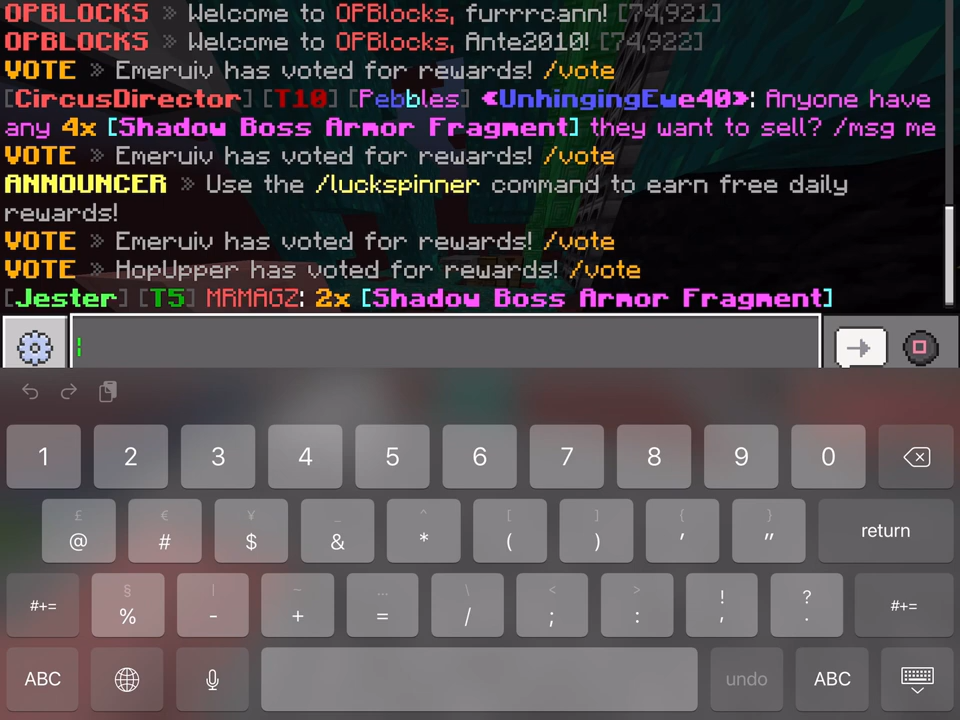 OPBLOCKS » Welcome to OPBlocks, furrrcann! [74,921]
OPBLOCKS » Welcome to OPBlocks, Ante2010! [74,922]
VOTE » Emeruiv has voted for rewards! /vote
[CircusDirector] [T10] [Pebbles] <UnhingingEwe40>: Anyone have
any 4x [Shadow Boss Armor Fragment] they want to sell? /msg me
VOTE » Emeruiv has voted for rewards! /vote
ANNOUNCER » Use the /luckspinner command to earn free daily
rewards!
VOTE » Emeruiv has voted for rewards! /vote
VOTE » HopUpper has voted for rewards! /vote
[Jester] [T5] MRMAGZ: 2x [Shadow Boss Armor Fragment]
1 2 3 4 5 6 7 8 9 0
£ € ¥ _ ^ [ ] { }
@ # $ & * ( ) ' " return
§ | ~ … \ < > ! ?
#+= % - + = / ; : , . #+=
ABC undo ABC